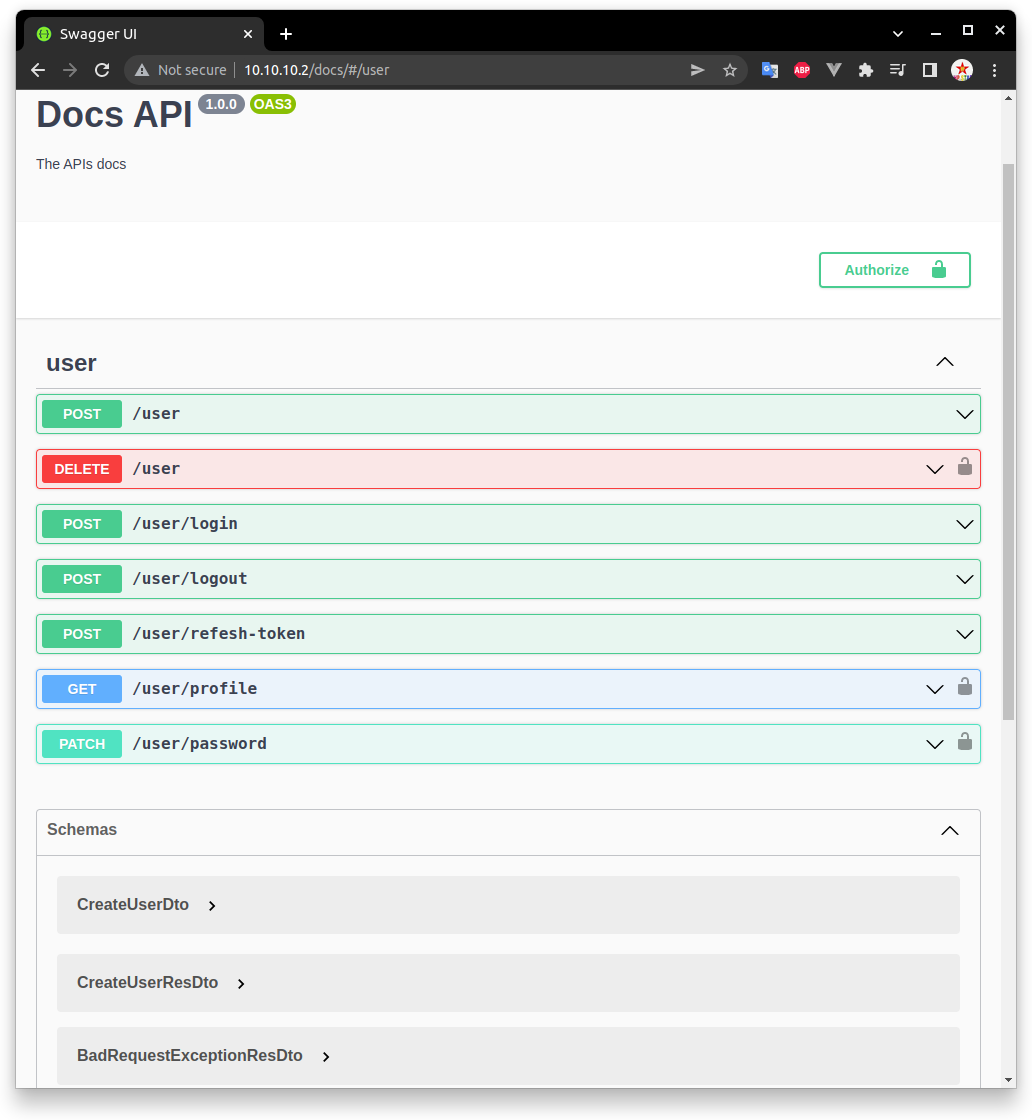 Swagger UI
Not secure 10.10.10.2/docs/#/user
ABP
Docs API 1.0.0 OAS3
The APIs docs
Authorize
user
POST /user
DELETE /user
POST /user/login
POST /user/logout
POST /user/refesh-token
GET /user/profile
PATCH /user/password
Schemas
CreateUserDto
CreateUserResDto
BadRequestExceptionResDto